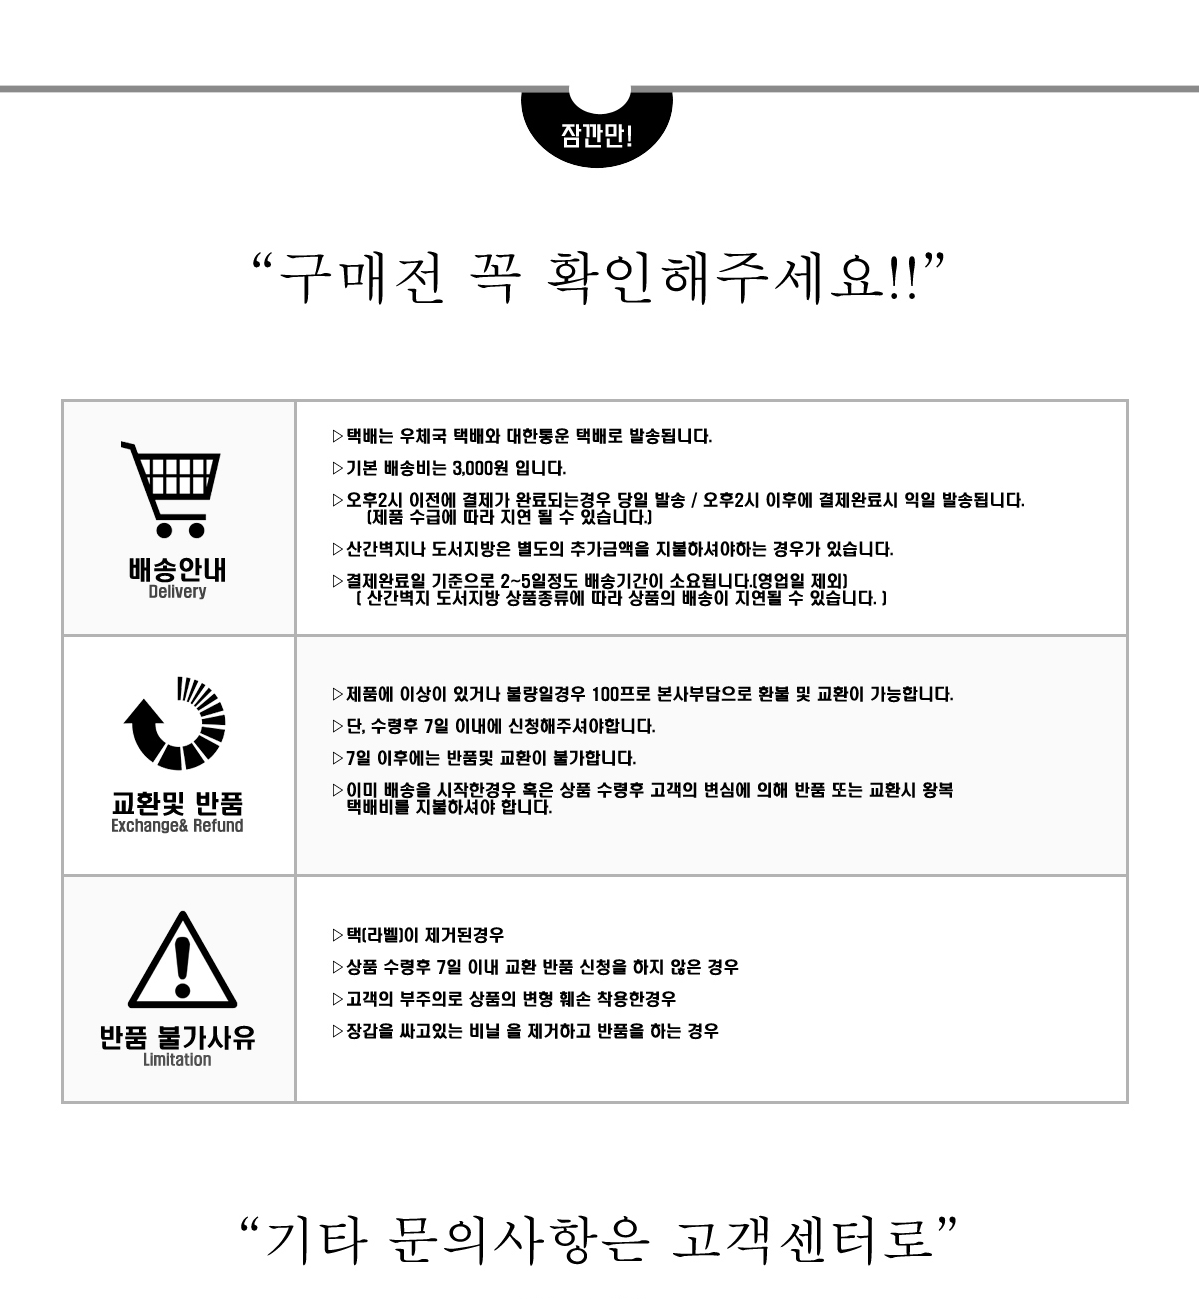 잠깐만!
“구매전 꼭 확인해주세요!!”
▷택배는 우체국 택배와 대한통운 택배로 발송됩니다.
▷기본 배송비는 3,000원 입니다.
▷오후2시 이전에 결제가 완료되는경우 당일 발송 / 오후2시 이후에 결제완료시 익일 발송됩니다.
(제품 수급에 따라 지연 될 수 있습니다.)
▷산간벽지나 도서지방은 별도의 추가금액을 지불하셔야하는 경우가 있습니다.
▷결제완료일 기준으로 2~5일정도 배송기간이 소요됩니다.(영업일 제외)
( 산간벽지 도서지방 상품종류에 따라 상품의 배송이 지연될 수 있습니다. )
배송안내
Delivery
▷제품에 이상이 있거나 불량일경우 100프로 본사부담으로 환불 및 교환이 가능합니다.
▷단, 수령후 7일 이내에 신청해주셔야합니다.
▷7일 이후에는 반품및 교환이 불가합니다.
▷이미 배송을 시작한경우 혹은 상품 수령후 고객의 변심에 의해 반품 또는 교환시 왕복
택배비를 지불하셔야 합니다.
교환및 반품
Exchange& Refund
▷택(라벨)이 제거된경우
▷상품 수령후 7일 이내 교환 반품 신청을 하지 않은 경우
▷고객의 부주의로 상품의 변형 훼손 착용한경우
▷장갑을 싸고있는 비닐 을 제거하고 반품을 하는 경우
반품 불가사유
Limitation
“기타 문의사항은 고객센터로”